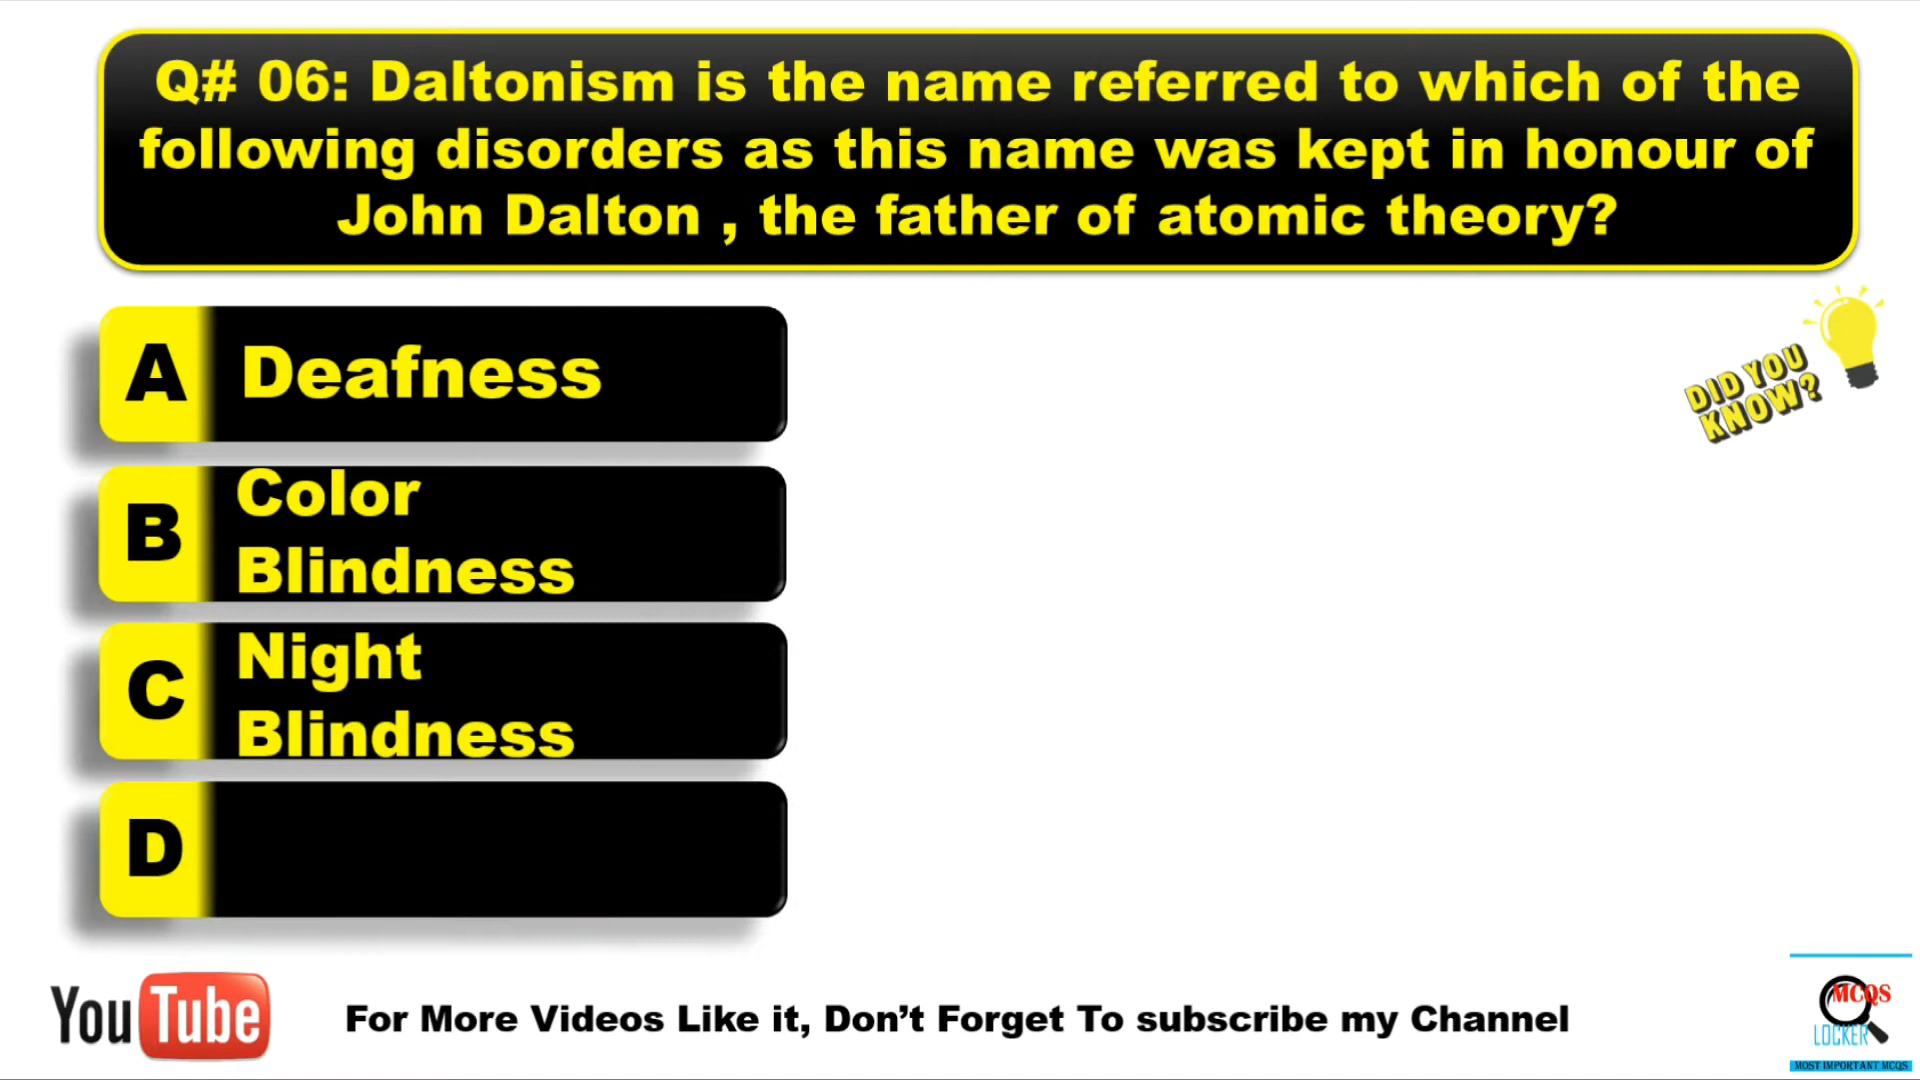 Q# 06: Daltonism is the name referred to which of the
following disorders as this name was kept in honour of
John Dalton , the father of atomic theory?
A Deafness
B Color
Blindness
C Night
Blindness
D
DID YOU
KNOW?
YouTube
For More Videos Like it, Don’t Forget To subscribe my Channel
MCQS
LOCKER
MOST IMPORTANT MCQS